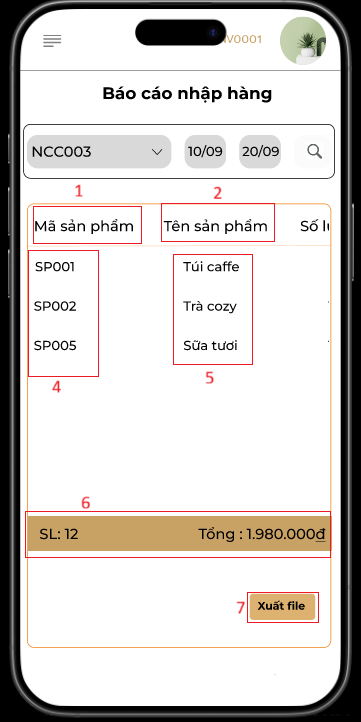 Báo cáo nhập hàng
NCC003 10/09 20/09
1 2
Mã sản phẩm Tên sản phẩm Số
SP001 Túi caffe
SP002 Trà cozy
SP005 Sữa tươi
4 5
6
SL: 12 Tổng : 1.980.000₫
7 Xuất file